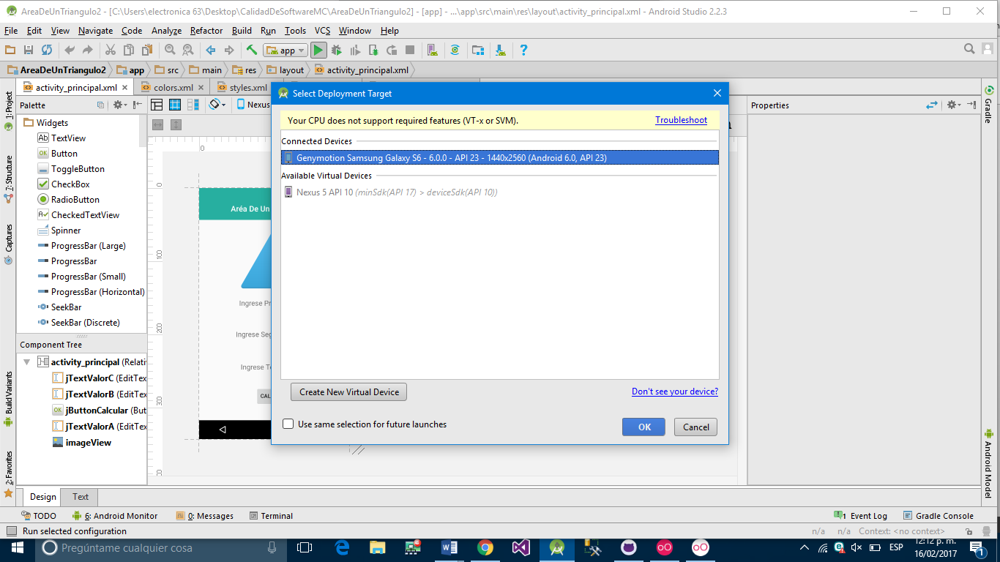 AreaDeUnTriangulo2 - [C:\Users\electronica 63\Desktop\CalidadDeSoftwareMC\AreaDeUnTriangulo2] - [app] - ...\app\src\main\res\layout\activity_principal.xml - Android Studio 2.2.3
File Edit View Navigate Code Analyze Refactor Build Run Tools VCS Window Help
app
AreaDeUnTriangulo2 app src main res layout activity_principal.xml
activity_principal.xml colors.xml styles.xml
1: Project
7: Structure
Captures
Build Variants
2: Favorites
Palette
Nexus
Widgets
Ab TextView
OK Button
ToggleButton
CheckBox
RadioButton
CheckedTextView
Spinner
ProgressBar (Large)
ProgressBar
ProgressBar (Small)
ProgressBar (Horizontal)
SeekBar
SeekBar (Discrete)
Component Tree
activity_principal (Relati
jTextValorC (EditTex
jTextValorB (EditTex
OK jButtonCalcular (But
jTextValorA (EditTex
imageView
0
0
100
200
300
Aréa De Un
Ingrese Pr
Ingrese Seg
Ingrese Te
CAL
Select Deployment Target
Your CPU does not support required features (VT-x or SVM). Troubleshoot
Connected Devices
Genymotion Samsung Galaxy S6 - 6.0.0 - API 23 - 1440x2560 (Android 6.0, API 23)
Available Virtual Devices
Nexus 5 API 10 (minSdk(API 17) > deviceSdk(API 10))
Create New Virtual Device Don't see your device?
Use same selection for future launches OK Cancel
Properties
Gradle
Android Model
Design Text
TODO 6: Android Monitor 0: Messages Terminal 1 Event Log Gradle Console
Run selected configuration n/a n/a Context: <no context>
Pregúntame cualquier cosa ESP 12:12 p. m.
16/02/2017 1